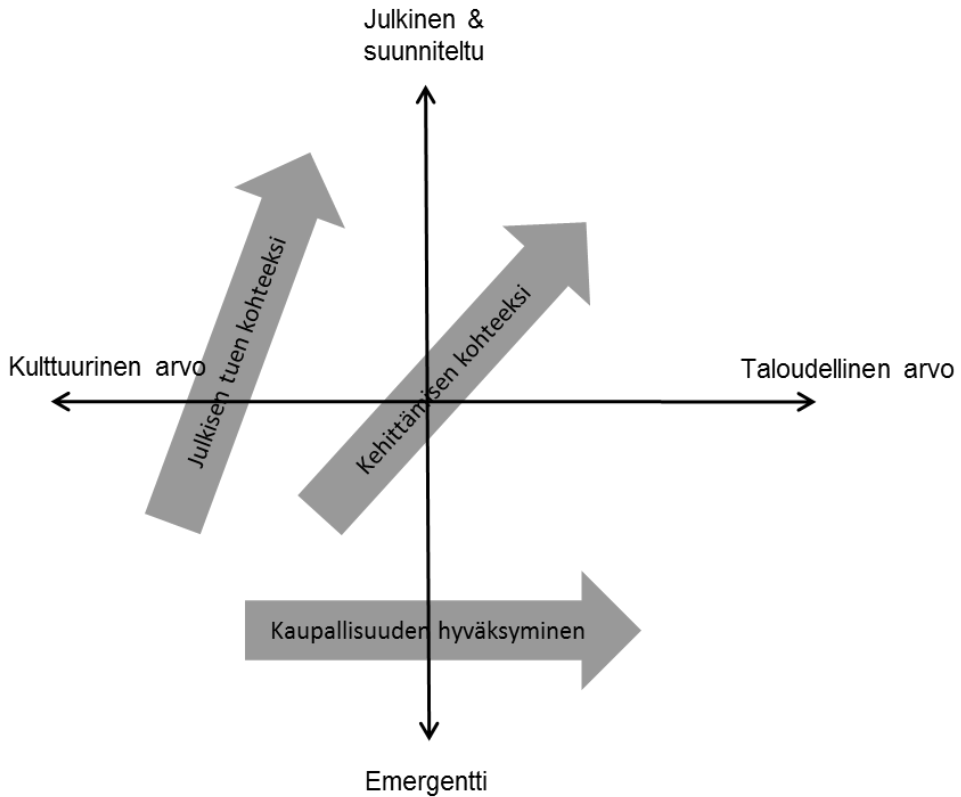 Julkinen &
suunniteltu
Julkisen tuen kohteeksi
Kehittämisen kohteeksi
Kulttuurinen arvo
Taloudellinen arvo
Kaupallisuuden hyväksyminen
Emergentti